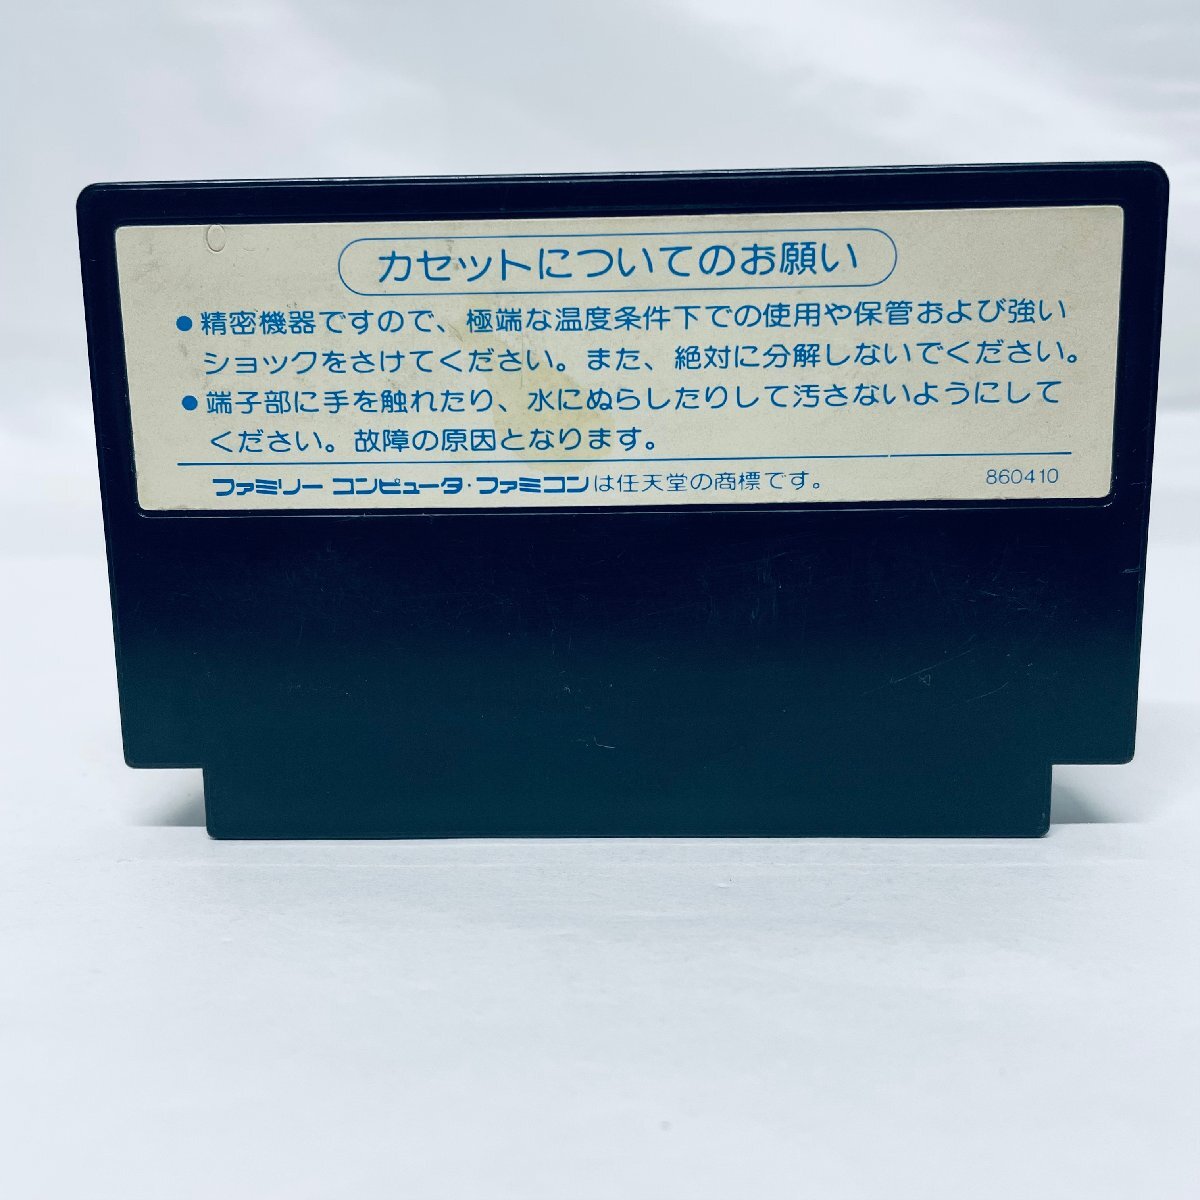 カセットについてのお願い
●精密機器ですので、極端な温度条件下での使用や保管および強い
ショックをさけてください。また、絶対に分解しないでください。
●端子部に手を触れたり、水にぬらしたりして汚さないようにして
ください。故障の原因となります。
ファミリーコンピュータ・ファミコンは任天堂の商標です。 860410